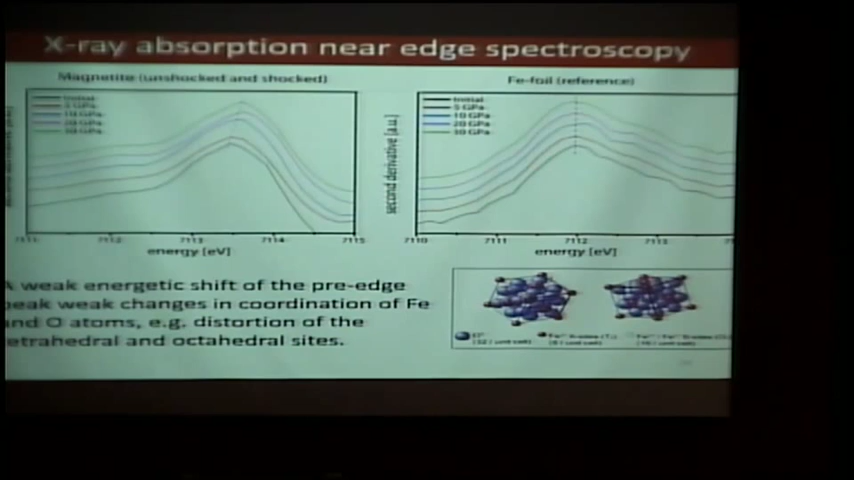 X-ray absorption near edge spectroscopy
Magnetite (unshocked and shocked)
Initial
5 GPa
10 GPa
20 GPa
30 GPa
7111 7112 7113 7114 7115
energy [eV]
Fe-foil (reference)
second derivative [a.u.]
Initial
5 GPa
10 GPa
20 GPa
30 GPa
7110 7111 7112 7113
energy [eV]
weak energetic shift of the pre-edge
peak weak changes in coordination of Fe
and O atoms, e.g. distortion of the
tetrahedral and octahedral sites.